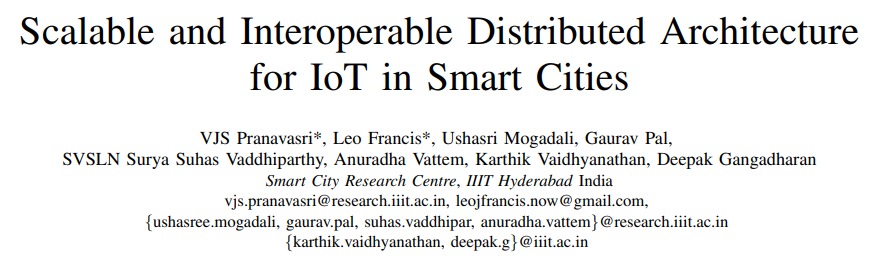 Scalable and Interoperable Distributed Architecture
for IoT in Smart Cities
VJS Pranavasri*, Leo Francis*, Ushasri Mogadali, Gaurav Pal,
SVSLN Surya Suhas Vaddhiparthy, Anuradha Vattem, Karthik Vaidhyanathan, Deepak Gangadharan
Smart City Research Centre, IIIT Hyderabad India
vjs.pranavasri@research.iiit.ac.in, leojfrancis.now@gmail.com,
{ushasree.mogadali, gaurav.pal, suhas.vaddhipar, anuradha.vattem}@research.iiit.ac.in
{karthik.vaidhyanathan, deepak.g}@iiit.ac.in